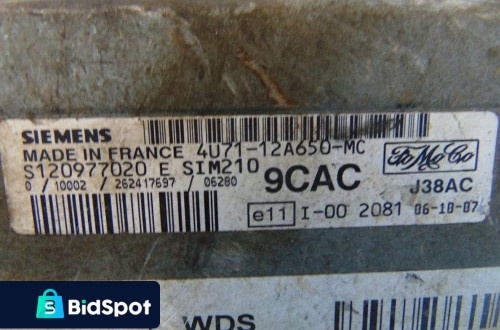 SIEMENS
MADE IN FRANCE 4U71-12A650-MC
S120977020 E SIM210
0 / 10002 / 262417697 / 06280
9CAC
FoMoCo
J38AC
e11 I-00 2081 06-10-07
BidSpot
WDS